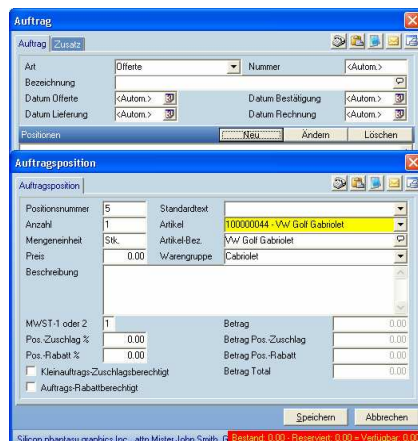 Auftrag
Auftrag Zusatz
Art Offerte Nummer <Autom.>
Bezeichnung
Datum Offerte <Autom.> Datum Bestätigung <Autom.>
Datum Lieferung <Autom.> Datum Rechnung <Autom.>
Positionen Neu Ändern Löschen
Auftragsposition
Auftragsposition
Positionsnummer 5 Standardtext
Anzahl 1 Artikel 100000044 - VW Golf Gabriolet
Mengeneinheit Stk. Artikel-Bez. VW Golf Gabriolet
Preis 0.00 Warengruppe Cabriolet
Beschreibung
MWST-1 oder 2 1 Betrag 0.00
Pos.-Zuschlag % 0.00 Betrag Pos.-Zuschlag 0.00
Pos.-Rabatt % 0.00 Betrag Pos.-Rabatt 0.00
Kleinauftrags-Zuschlagsberechtigt Betrag Total 0.00
Auftrags-Rabattberechtigt
Speichern Abbrechen
Silicon phantasy graphics Inc., attn Mister John Smith, Bestand: 0.00 - Reserviert: 0.00 = Verfügbar: 0.00